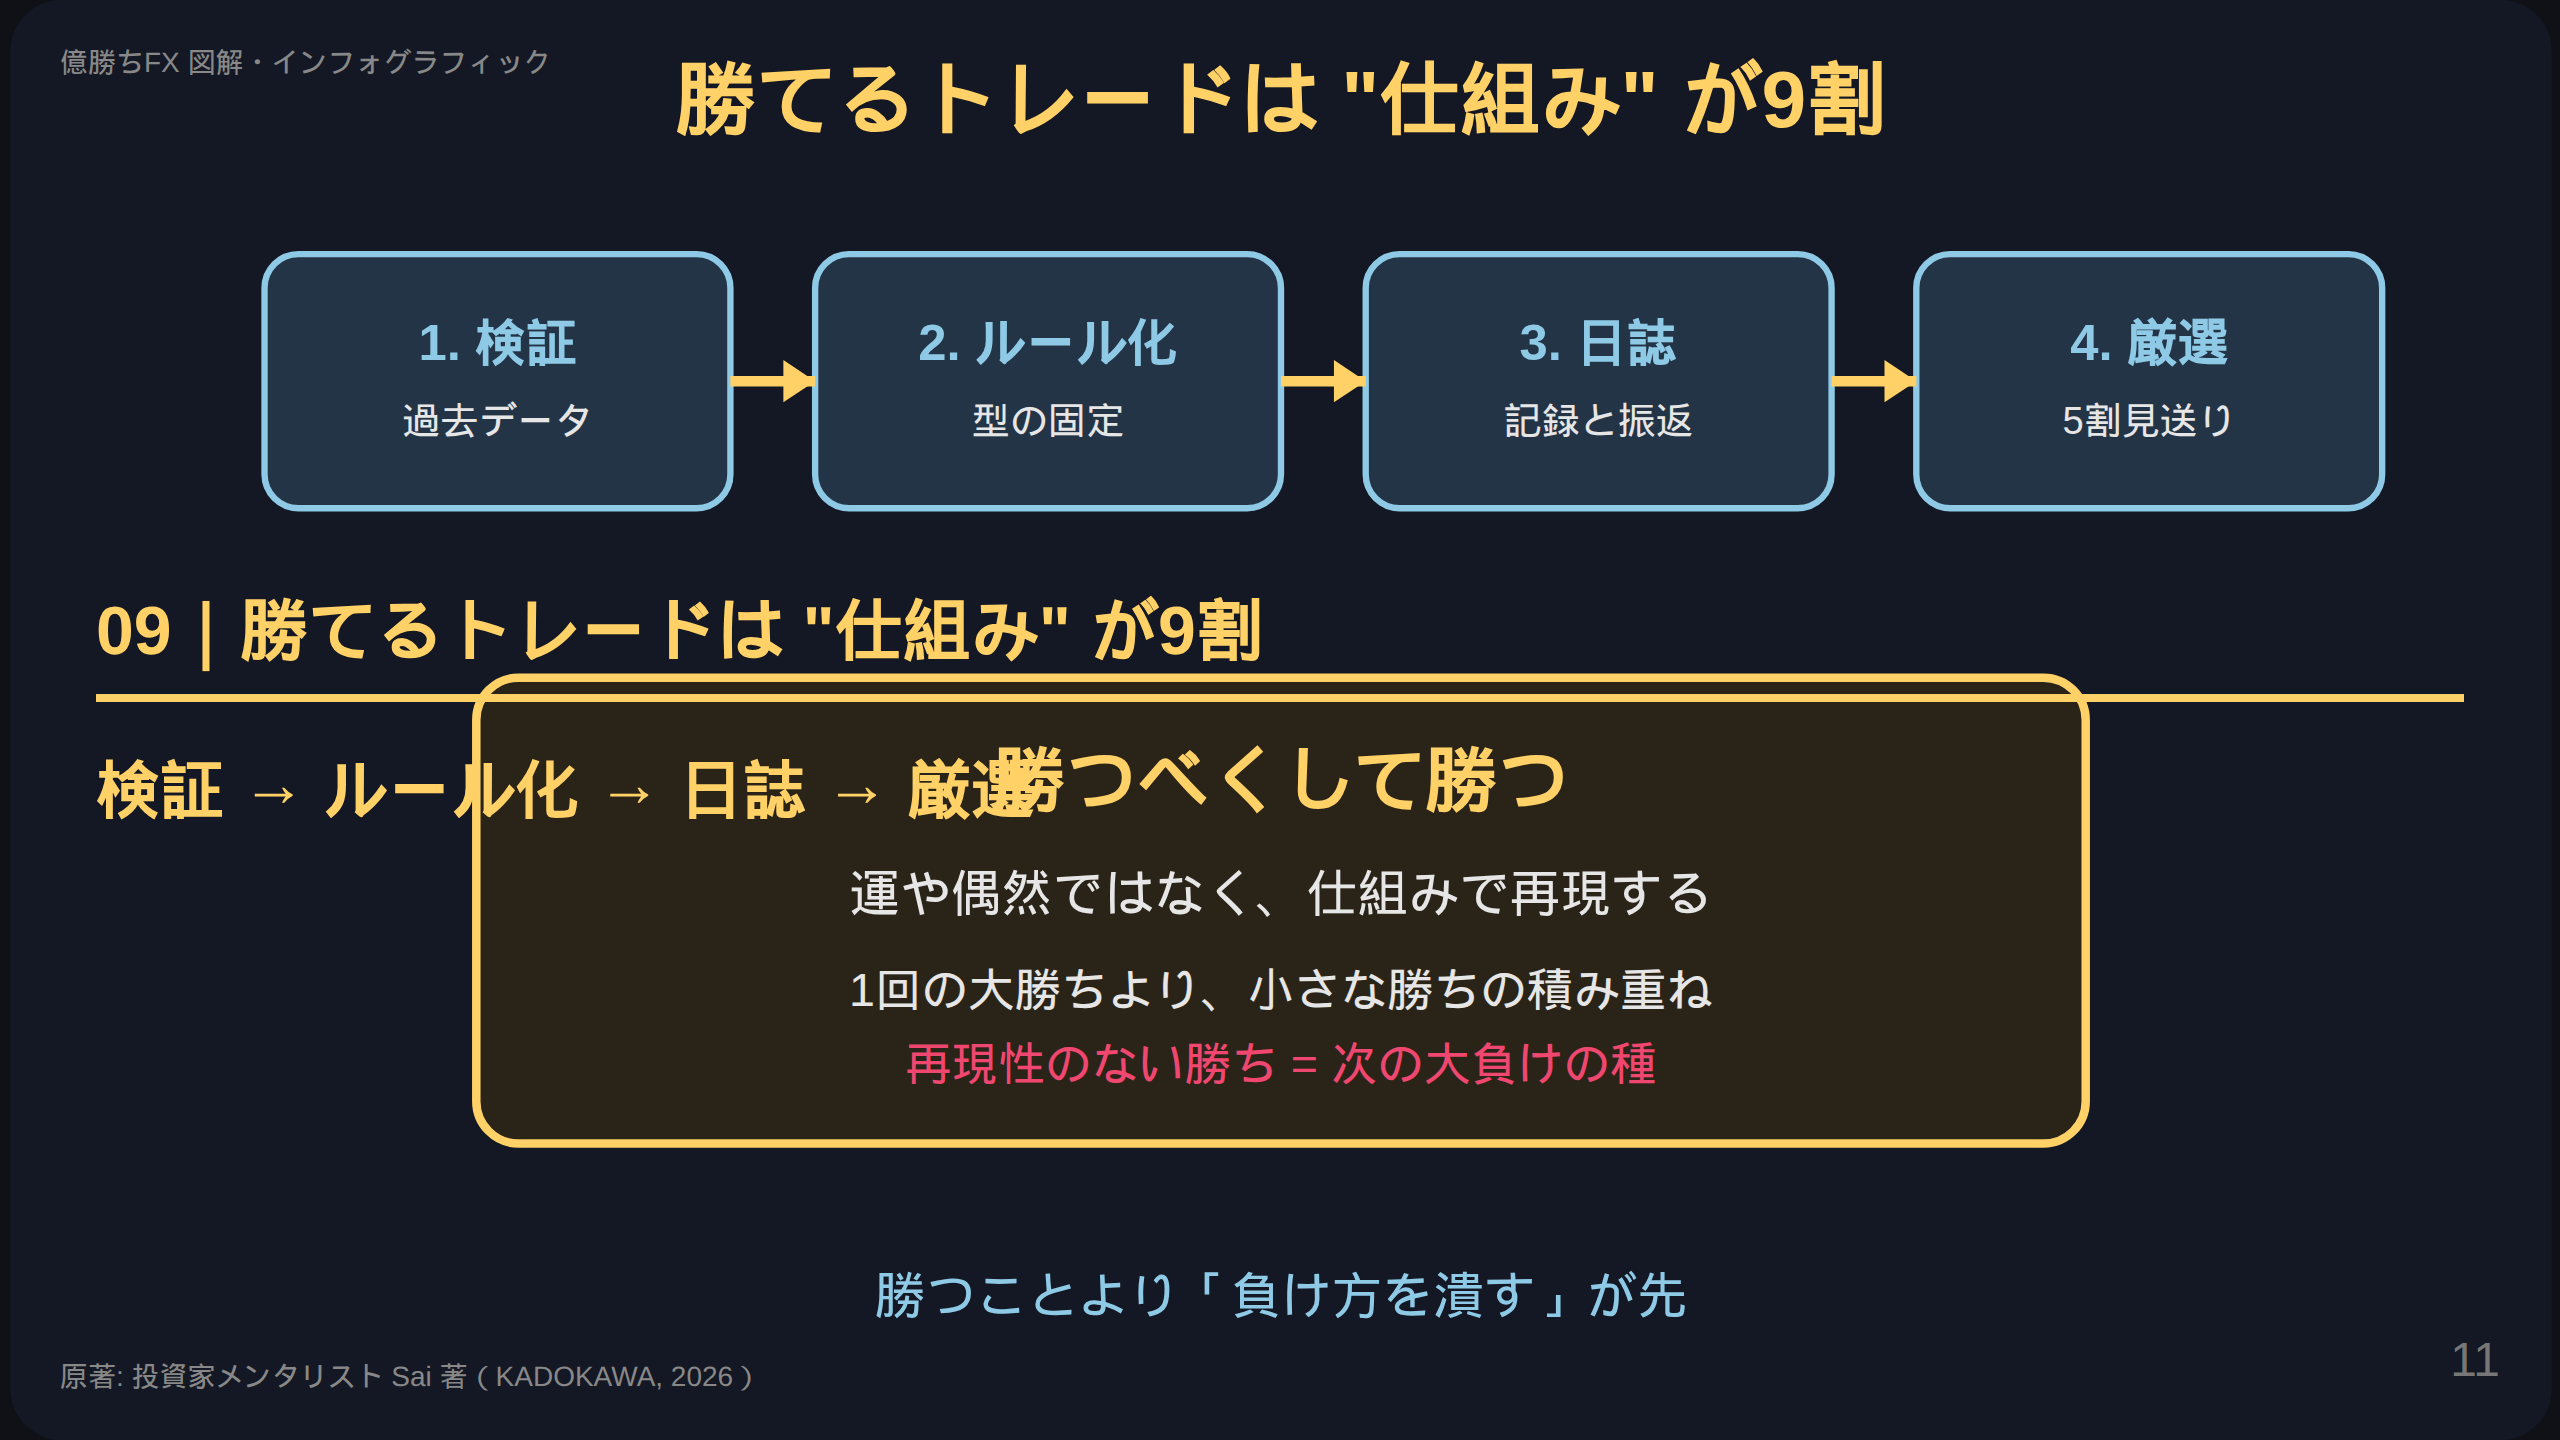 億勝ちFX 図解・インフォグラフィック
勝てるトレードは "仕組み" が9割
1. 検証
過去データ
2. ルール化
型の固定
3. 日誌
記録と振返
4. 厳選
5割見送り
09｜勝てるトレードは "仕組み" が9割
検証 → ルール化 → 日誌 → 厳選
勝つべくして勝つ
運や偶然ではなく、仕組みで再現する
1回の大勝ちより、小さな勝ちの積み重ね
再現性のない勝ち = 次の大負けの種
勝つことより「負け方を潰す」が先
原著: 投資家メンタリスト Sai 著（KADOKAWA, 2026）
11